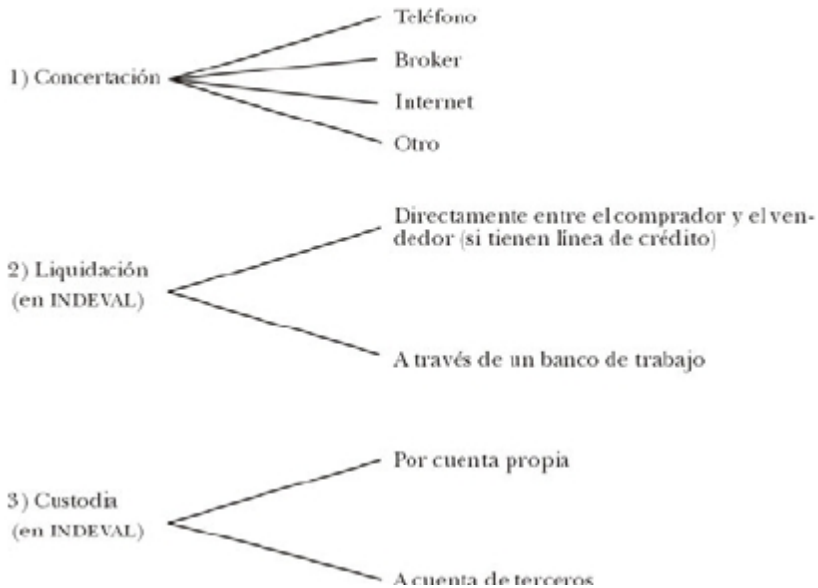 Teléfono
1) Concertación
Broker
Internet
Otro
Directamente entre el comprador y el ven-
dedor (si tienen línea de crédito)
2) Liquidación
(en INDEVAL)
A través de un banco de trabajo
Por cuenta propia
3) Custodia
(en INDEVAL)
A cuenta de terceros